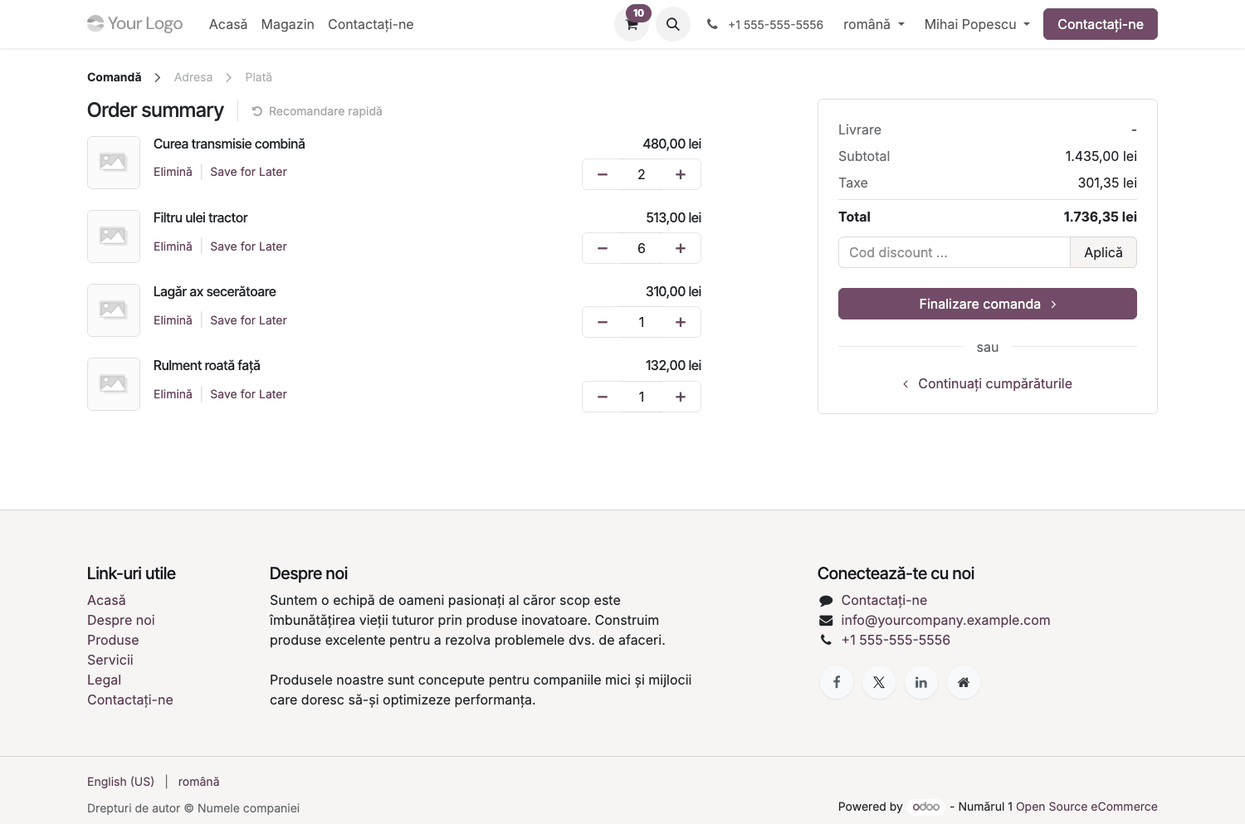 Your Logo Acasă Magazin Contactați-ne 10 +1 555-555-5556 română Mihai Popescu Contactați-ne
Comandă Adresa Plată
Order summary Recomandare rapidă
Curea transmisie combină 480,00 lei
Elimină Save for Later 2
Filtru ulei tractor 513,00 lei
Elimină Save for Later 6
Lagăr ax secerătoare 310,00 lei
Elimină Save for Later 1
Rulment roată față 132,00 lei
Elimină Save for Later 1
Livrare -
Subtotal 1.435,00 lei
Taxe 301,35 lei
Total 1.736,35 lei
Cod discount ... Aplică
Finalizare comanda
sau
Continuați cumpărăturile
Link-uri utile
Acasă
Despre noi
Produse
Servicii
Legal
Contactați-ne
Despre noi
Suntem o echipă de oameni pasionați al căror scop este
îmbunătățirea vieții tuturor prin produse inovatoare. Construim
produse excelente pentru a rezolva problemele dvs. de afaceri.
Produsele noastre sunt concepute pentru companiile mici și mijlocii
care doresc să-și optimizeze performanța.
Conectează-te cu noi
Contactați-ne
info@yourcompany.example.com
+1 555-555-5556
English (US) | română
Drepturi de autor © Numele companiei
Powered by odoo - Numărul 1 Open Source eCommerce